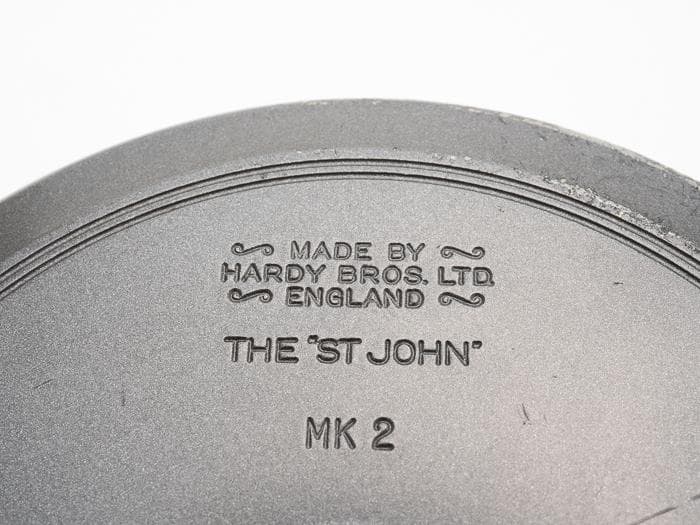 MADE BY
HARDY BROS. LTD.
ENGLAND
THE "ST JOHN"
MK 2